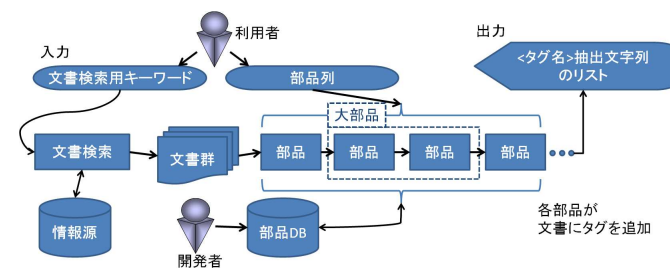 利用者
入力
出力
文書検索用キーワード
部品列
<タグ名>抽出文字列
のリスト
大部品
文書検索
文書群
部品
部品
部品
部品
情報源
開発者
部品DB
各部品が
文書にタグを追加